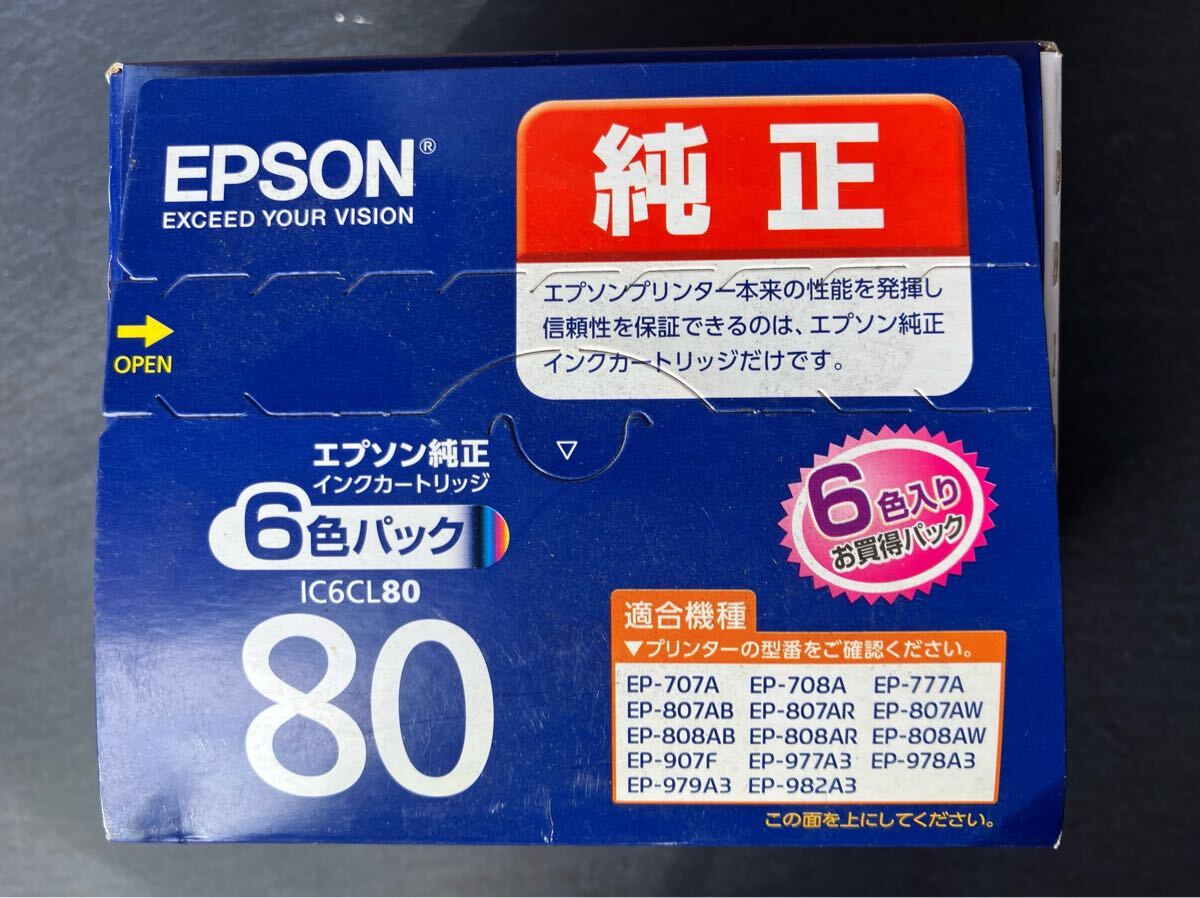 EPSON®
EXCEED YOUR VISION
純正
エプソンプリンター本来の性能を発揮し
信頼性を保証できるのは、エプソン純正
インクカートリッジだけです。
OPEN
エプソン純正
インクカートリッジ
6色パック
IC6CL80
80
6色入り
お買得パック
適合機種
▼プリンターの型番をご確認ください。
EP-707A EP-708A EP-777A
EP-807AB EP-807AR EP-807AW
EP-808AB EP-808AR EP-808AW
EP-907F EP-977A3 EP-978A3
EP-979A3 EP-982A3
この面を上にしてください。